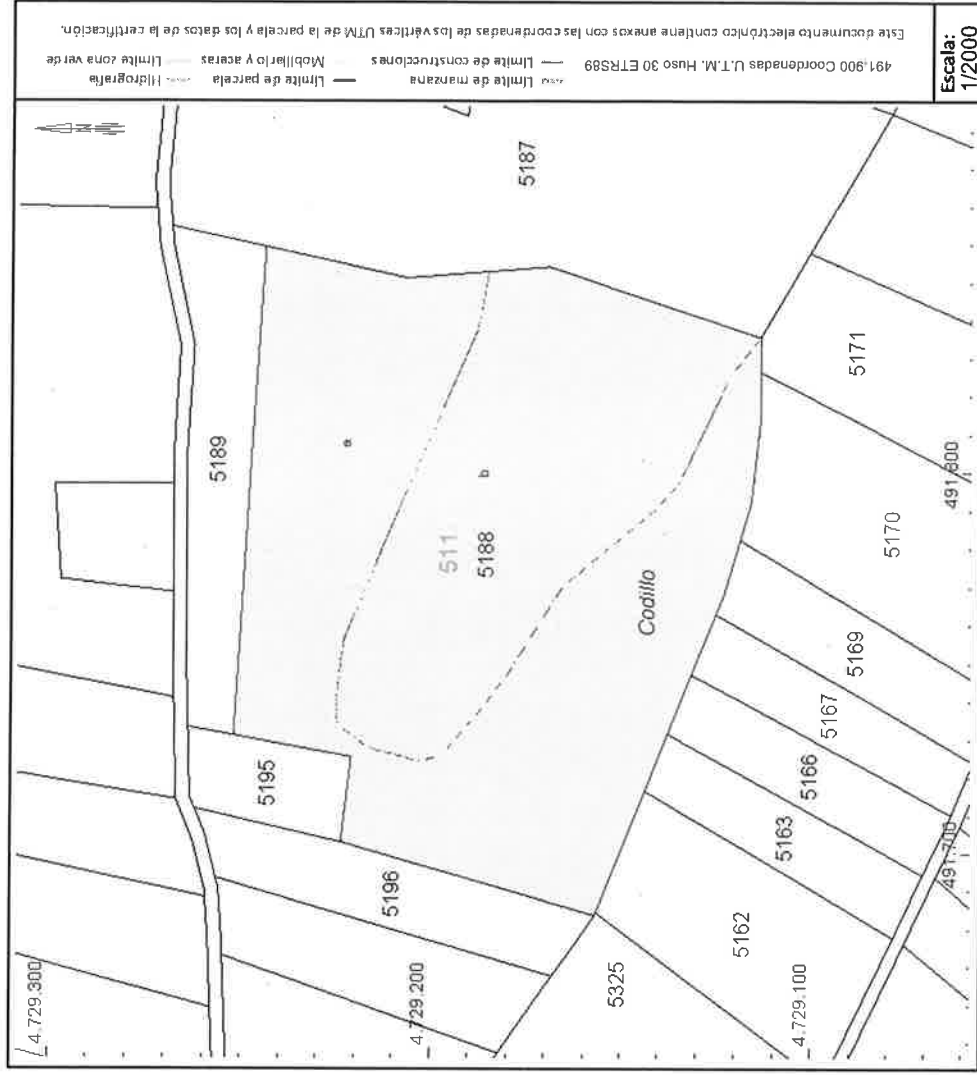 4.729.300
4.729.200
4.729.100
491.700
491.800
5187
5189
a
b
511
5188
Codillo
5195
5196
5325
5162
5163
5166
5167
5169
5170
5171
491,900 Coordenadas U.T.M. Huso 30 ETRS89
Límite de manzana
Límite de parcela
Hidrografía
Límite de construcciones
Mobiliario y aceras
Límite zona verde
Este documento electrónico contiene anexos con las coordenadas de los vértices UTM de la parcela y los datos de la certificación.
Escala:
1/2000